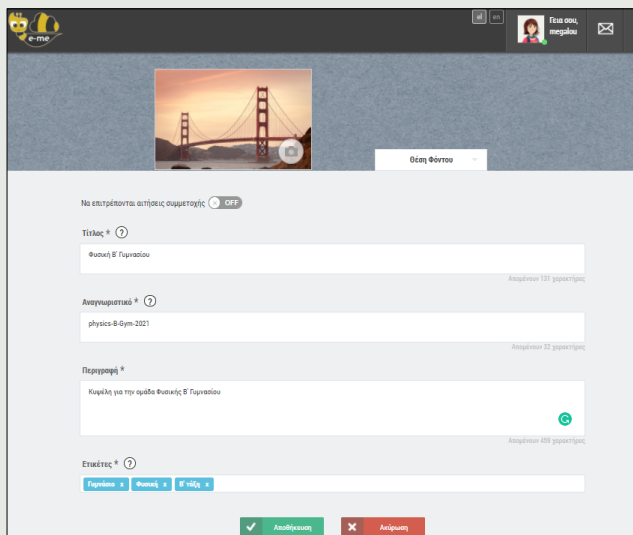 e-me
el en
Γεια σου,
megalou
Θέση Φόντου
Να επιτρέπονται αιτήσεις συμμετοχής OFF
Τίτλος * ?
Φυσική Β' Γυμνασίου
Απομένουν 131 χαρακτήρες
Αναγνωριστικό * ?
physics-B-Gym-2021
Απομένουν 32 χαρακτήρες
Περιγραφή *
Κυψέλη για την ομάδα Φυσικής Β' Γυμνασίου
Απομένουν 459 χαρακτήρες
Ετικέτες * ?
Γυμνάσιο x Φυσική x Β' τάξη x
Αποθήκευση Ακύρωση